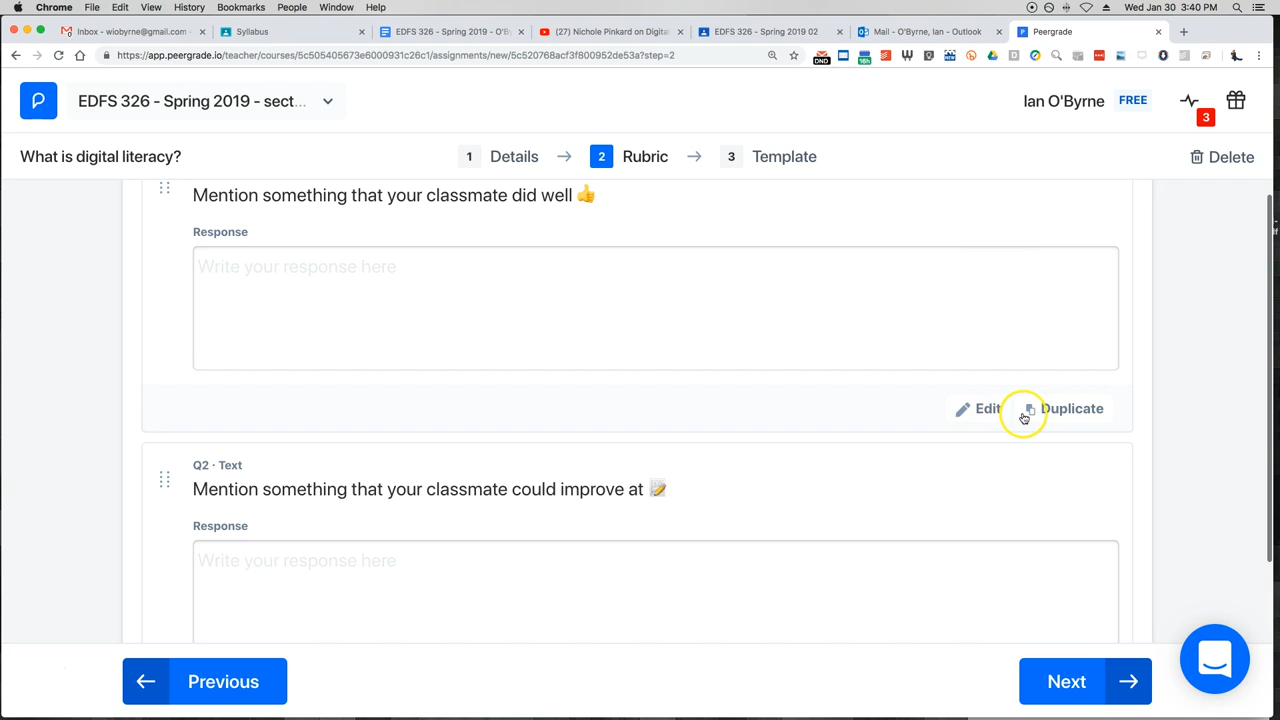 Chrome File Edit View History Bookmarks People Window Help Wed Jan 30 3:40 PM
Inbox - wiobyrne@gmail.com - Syllabus EDFS 326 - Spring 2019 - O'B (27) Nichole Pinkard on Digital EDFS 326 - Spring 2019 02 Mail - O'Byrne, Ian - Outlook Peergrade
https://app.peergrade.io/teacher/courses/5c505405673e6000931c26c1/assignments/new/5c520768acf3f8001952de53a?step=2
EDFS 326 - Spring 2019 - sect... Ian O'Byrne FREE 3
What is digital literacy? 1 Details → 2 Rubric → 3 Template Delete
Mention something that your classmate did well 👍
Response
Write your response here
Edit Duplicate
Q2 · Text
Mention something that your classmate could improve at 📝
Response
Write your response here
← Previous Next →